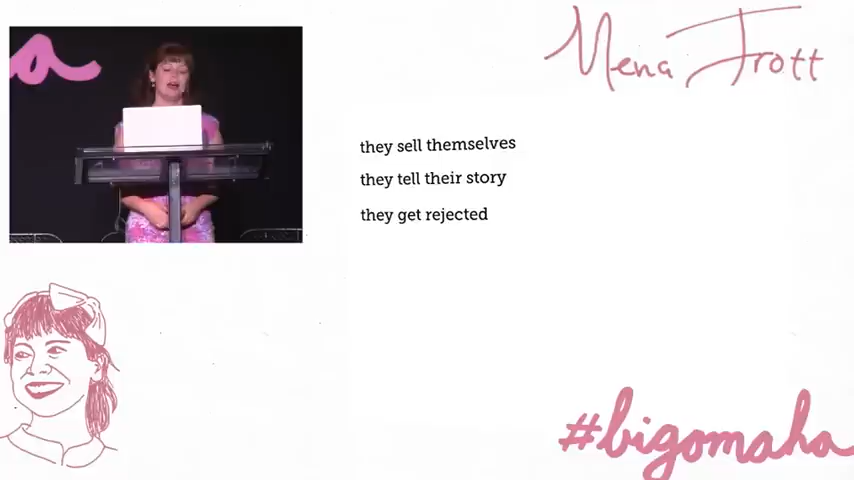 a
Mena Trott
they sell themselves
they tell their story
they get rejected
#bigomaha